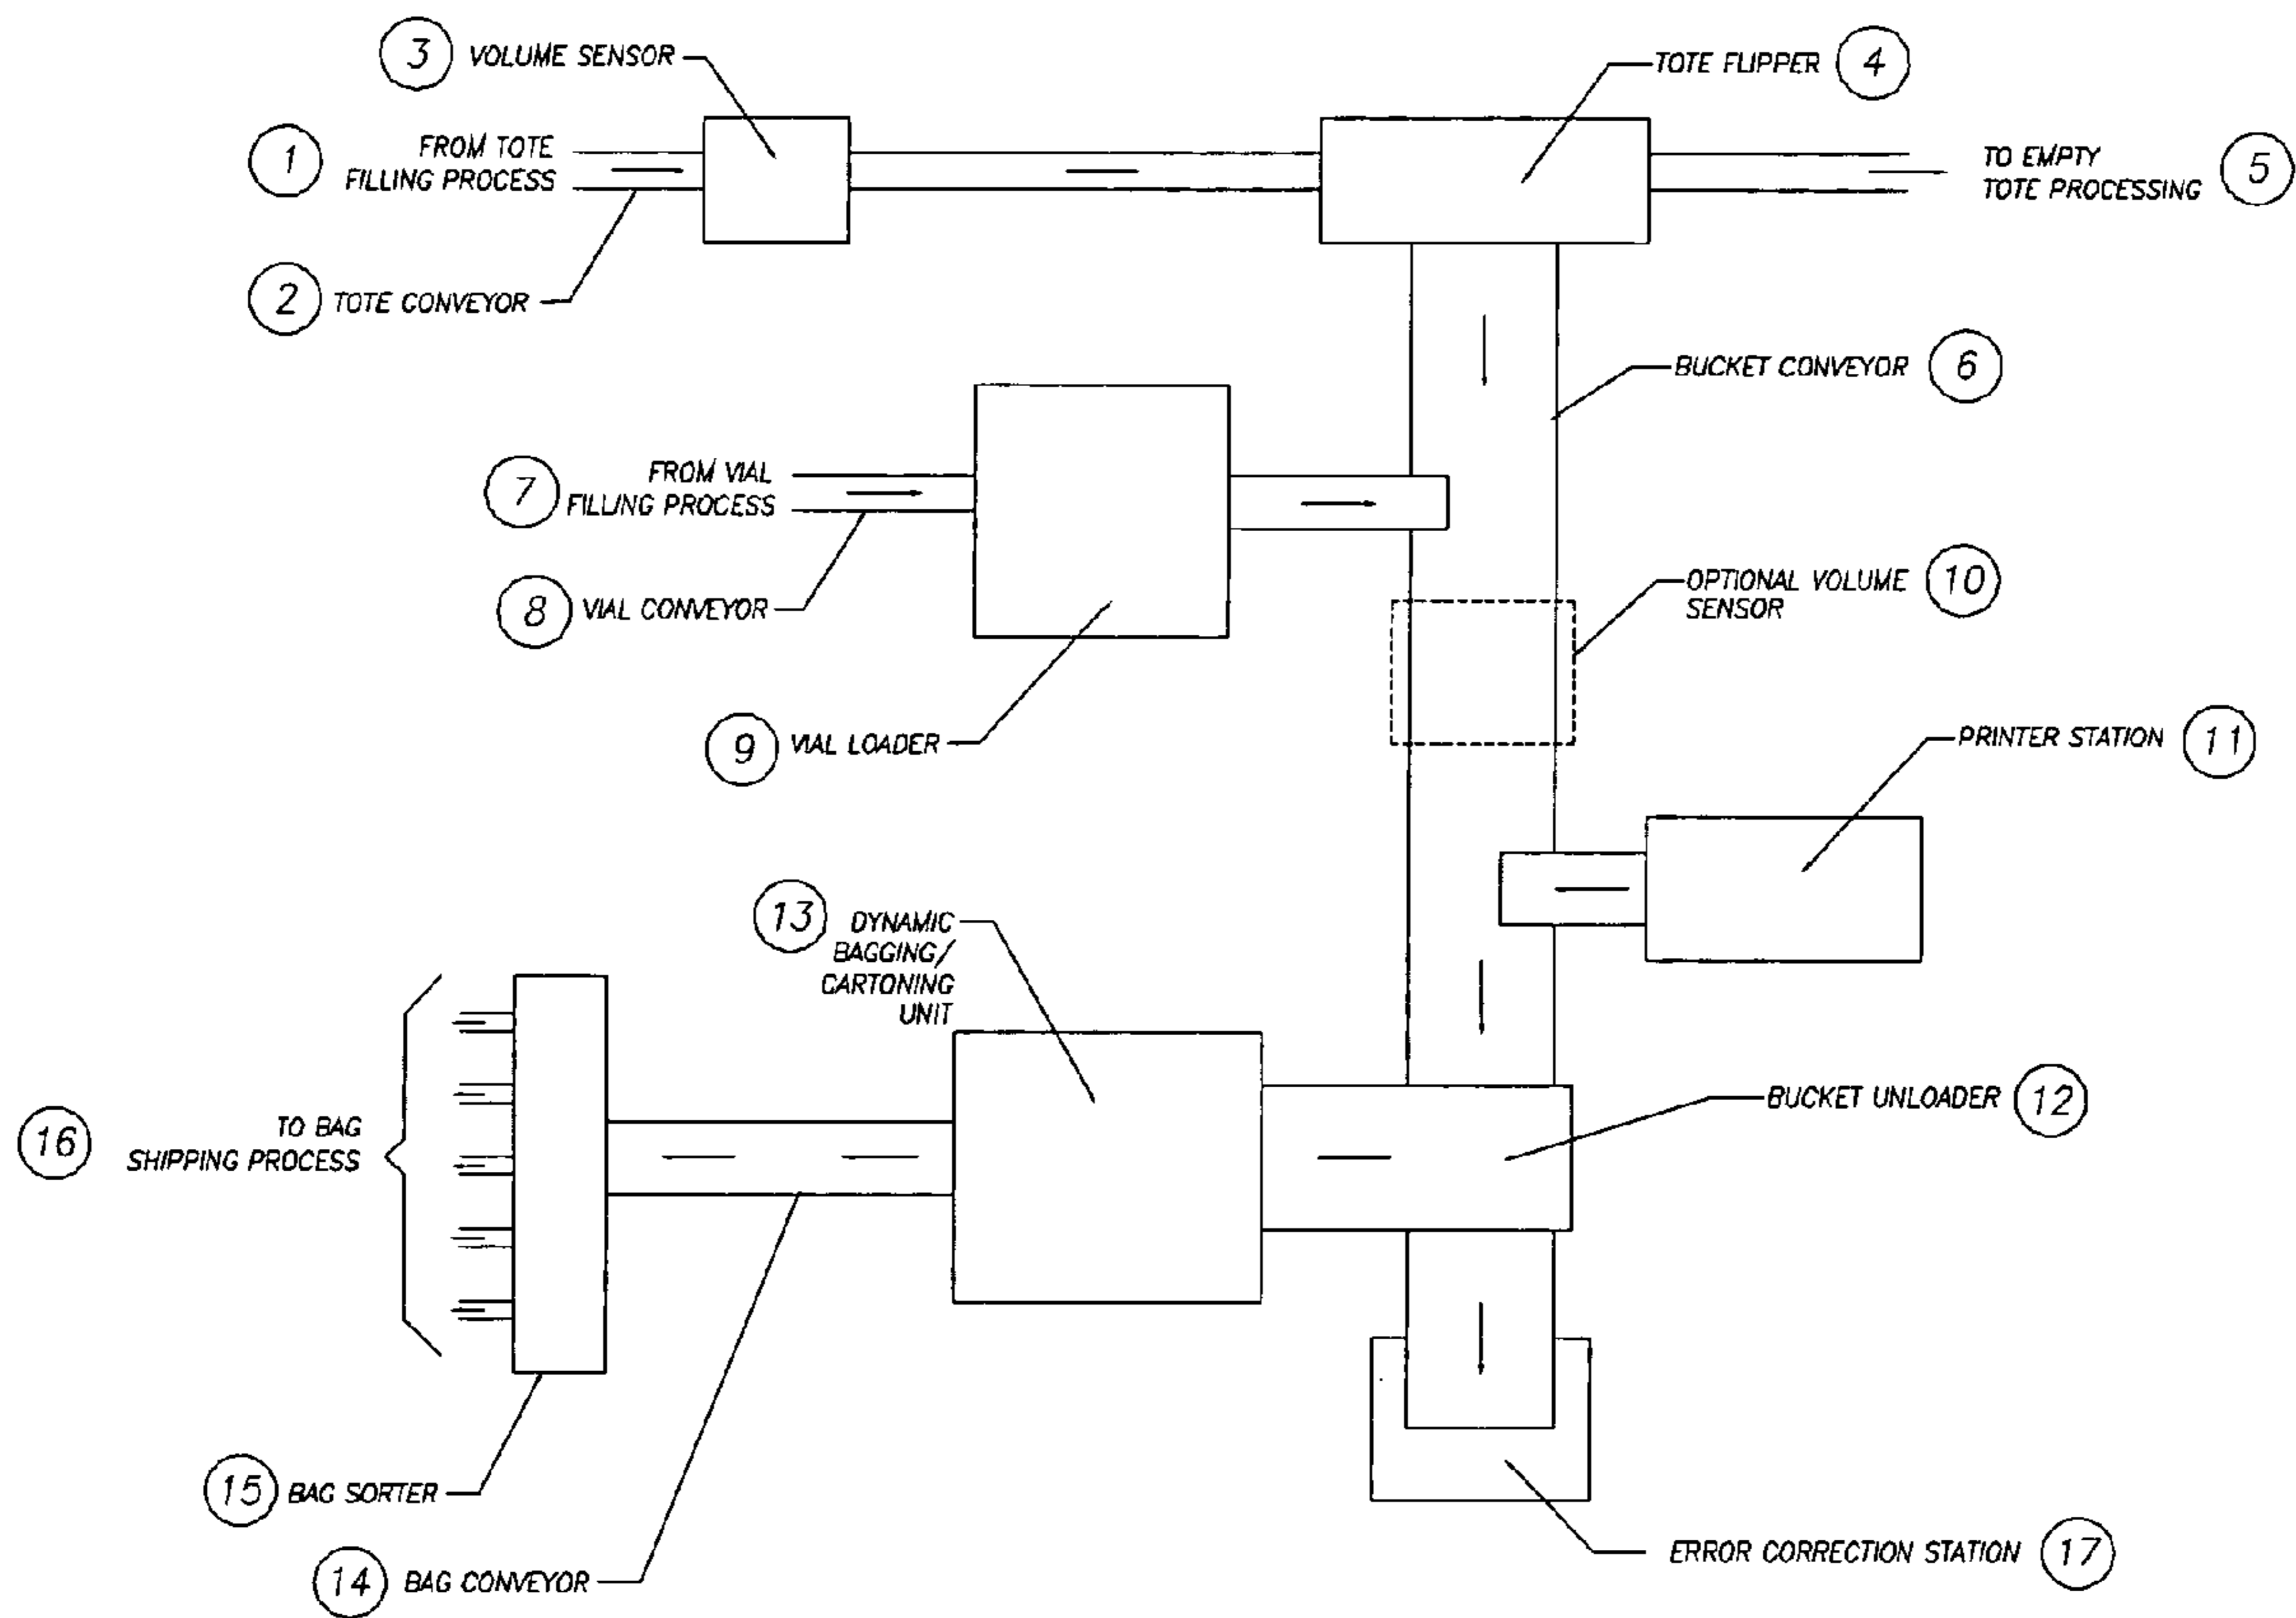 3 VOLUME SENSOR
TOTE FLIPPER 4
1 FROM TOTE
FILLING PROCESS
TO EMPTY
TOTE PROCESSING 5
2 TOTE CONVEYOR
BUCKET CONVEYOR 6
7 FROM VIAL
FILLING PROCESS
8 VIAL CONVEYOR
OPTIONAL VOLUME 10
SENSOR
9 VIAL LOADER
PRINTER STATION 11
13 DYNAMIC
BAGGING/
CARTONING
UNIT
BUCKET UNLOADER 12
16 TO BAG
SHIPPING PROCESS
15 BAG SORTER
ERROR CORRECTION STATION 17
14 BAG CONVEYOR